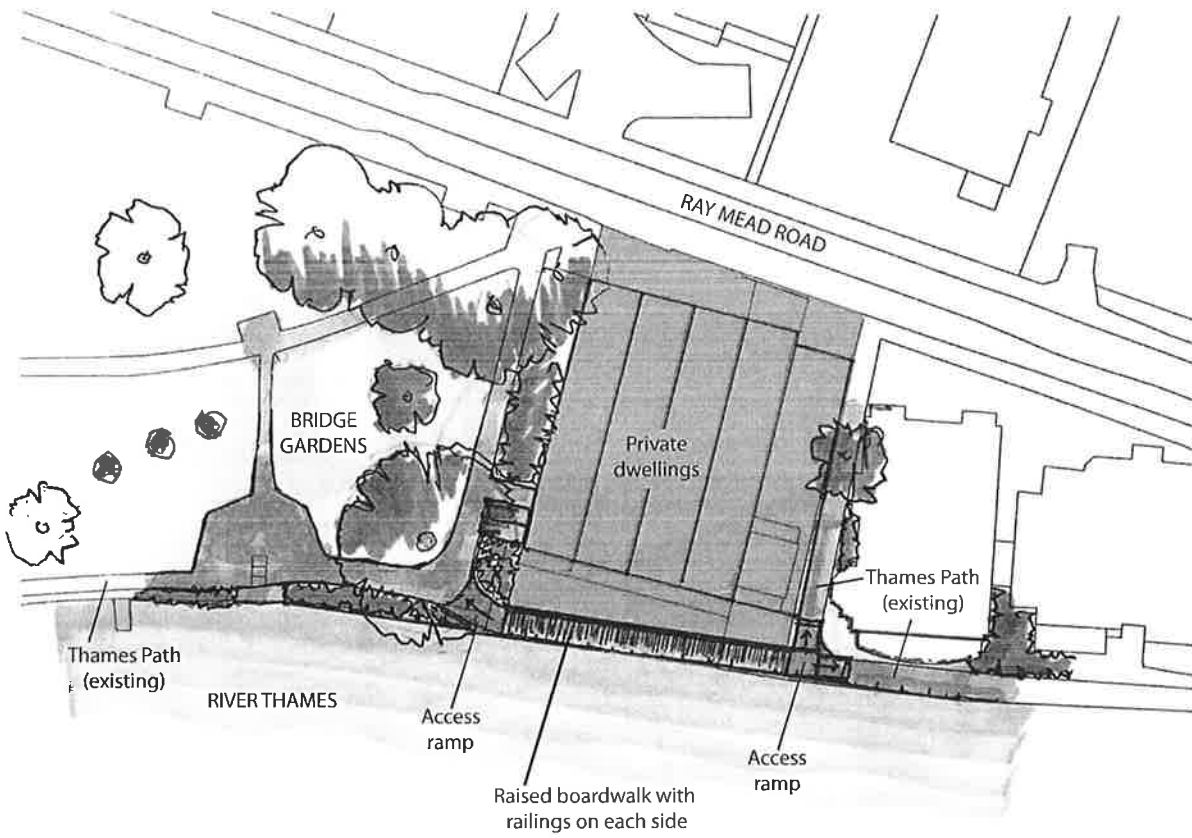 RAY MEAD ROAD
BRIDGE
GARDENS
Private
dwellings
Thames Path
(existing)
Thames Path
(existing)
RIVER THAMES
Access
ramp
Access
ramp
Raised boardwalk with
railings on each side